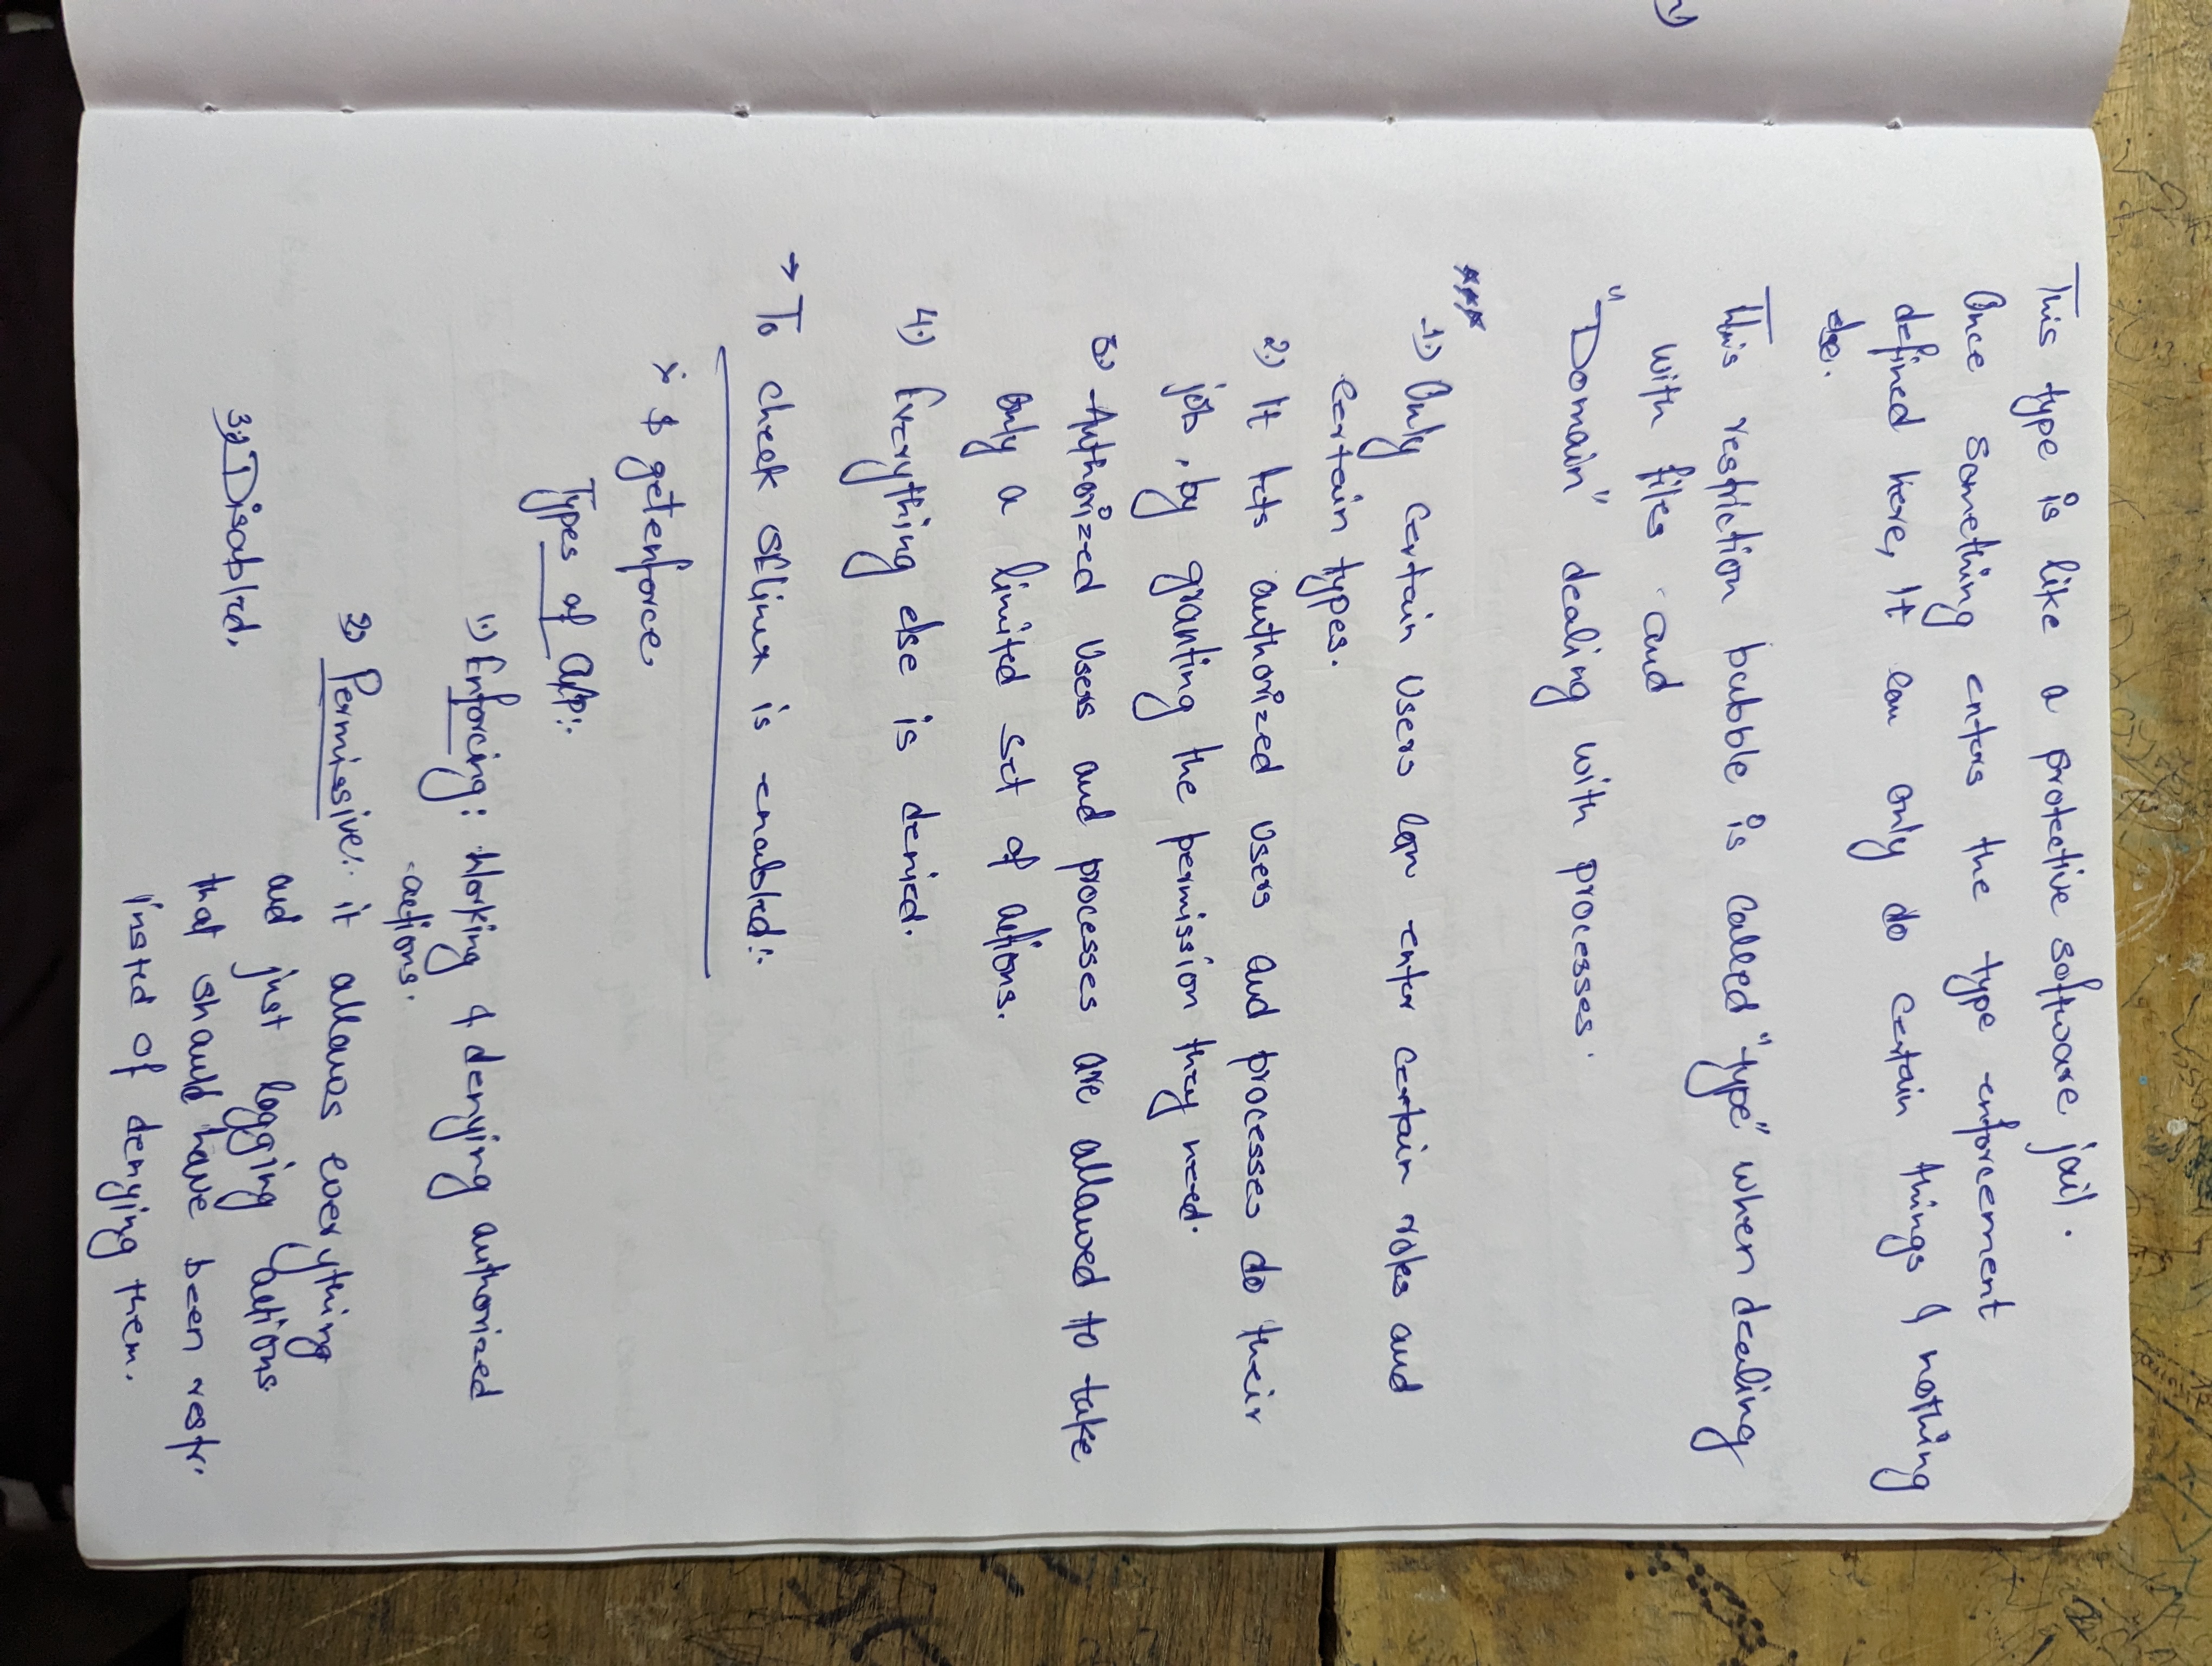 This type is like a protective software jail.
Once something enters the type enforcement
defined here, It can only do certain things & nothing
else.
This restriction bubble is called "type" when dealing
with files and
"Domain" dealing with processes.
***
1.) Only certain users can enter certain roles and
certain types.
2.) It lets authorized users and processes do their
job, by granting the permission they need.
3.) Authorized users and processes are allowed to take
only a limited set of actions.
4.) Everything else is denied.
→ To check SELinux is enabled:-
$ getenforce
Types of O/p:-
1.) Enforcing: Working & denying authorized
actions.
2.) Permissive: it allows everything
and just logging actions
that should have been restr.
insted of denying them.
3.) Disabled.